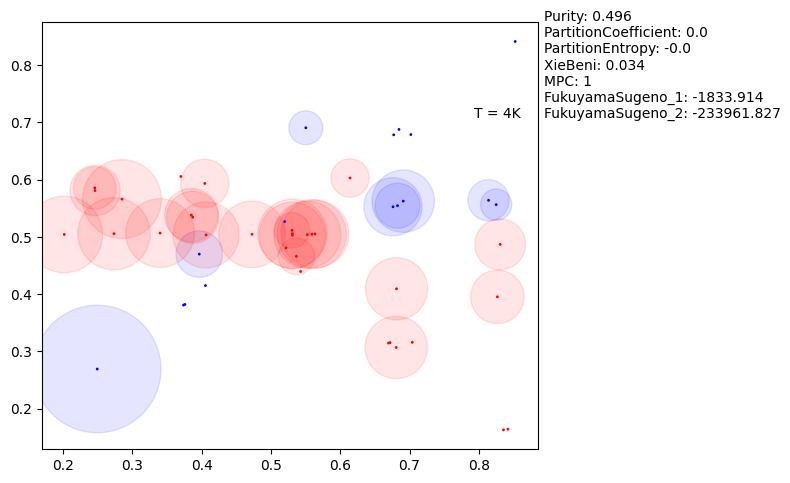 Purity: 0.496
PartitionCoefficient: 0.0
PartitionEntropy: -0.0
XieBeni: 0.034
MPC: 1
FukuyamaSugeno_1: -1833.914
FukuyamaSugeno_2: -233961.827
T = 4K
0.8
0.7
0.6
0.5
0.4
0.3
0.2
0.2 0.3 0.4 0.5 0.6 0.7 0.8